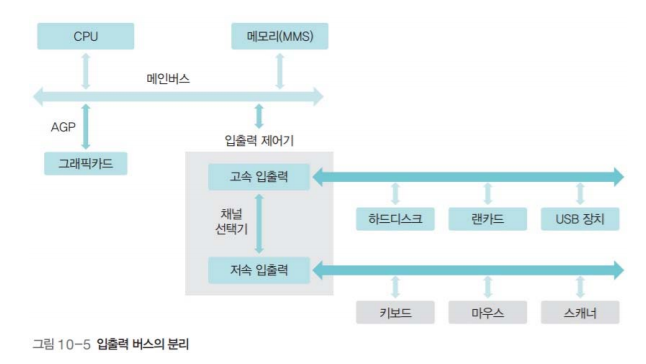 CPU
메모리(MMS)
메인버스
AGP
입출력 제어기
그래픽카드
고속 입출력
채널
선택기
하드디스크
랜카드
USB 장치
저속 입출력
키보드
마우스
스캐너
그림 10-5 입출력 버스의 분리